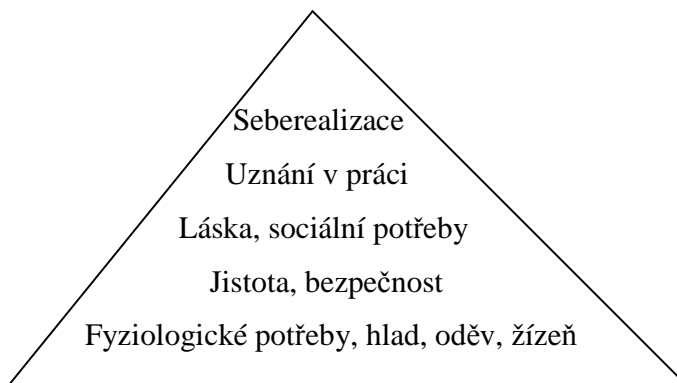 Seberealizace
Uznání v práci
Láska, sociální potřeby
Jistota, bezpečnost
Fyziologické potřeby, hlad, oděv, žízeň